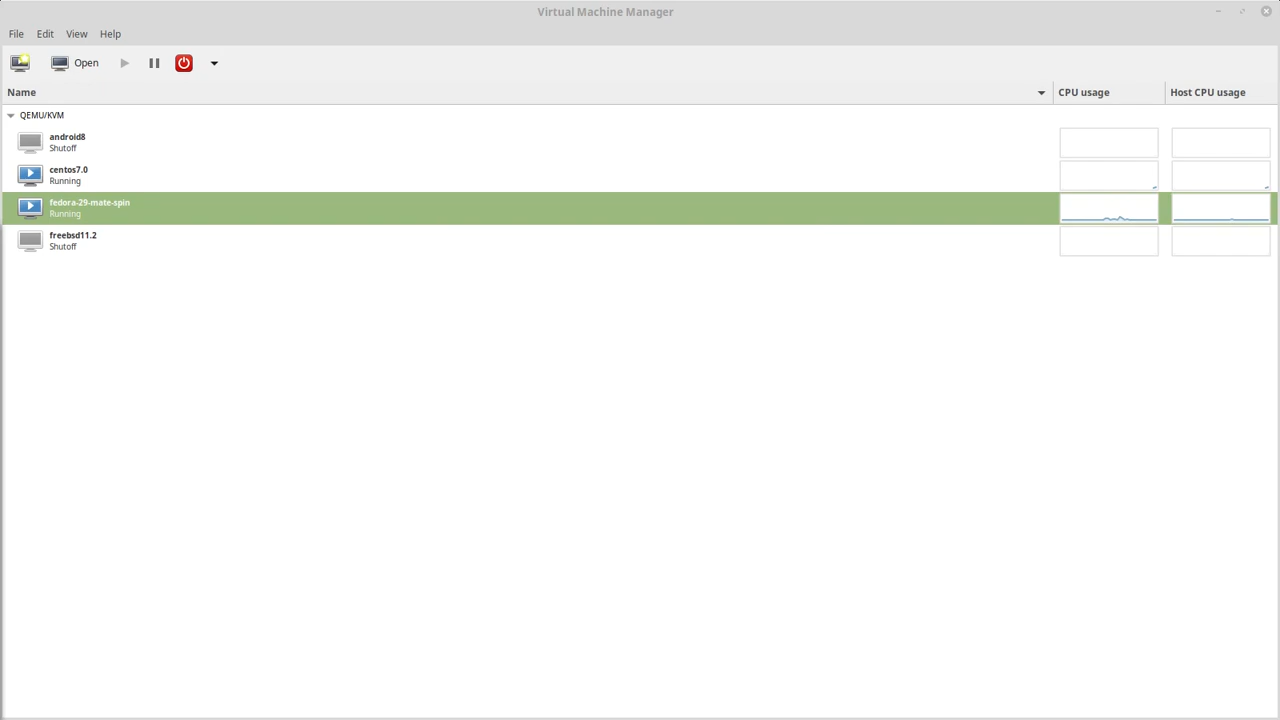 Virtual Machine Manager
File Edit View Help
Open
Name CPU usage Host CPU usage
QEMU/KVM
android8
Shutoff
centos7.0
Running
fedora-29-mate-spin
Running
freebsd11.2
Shutoff